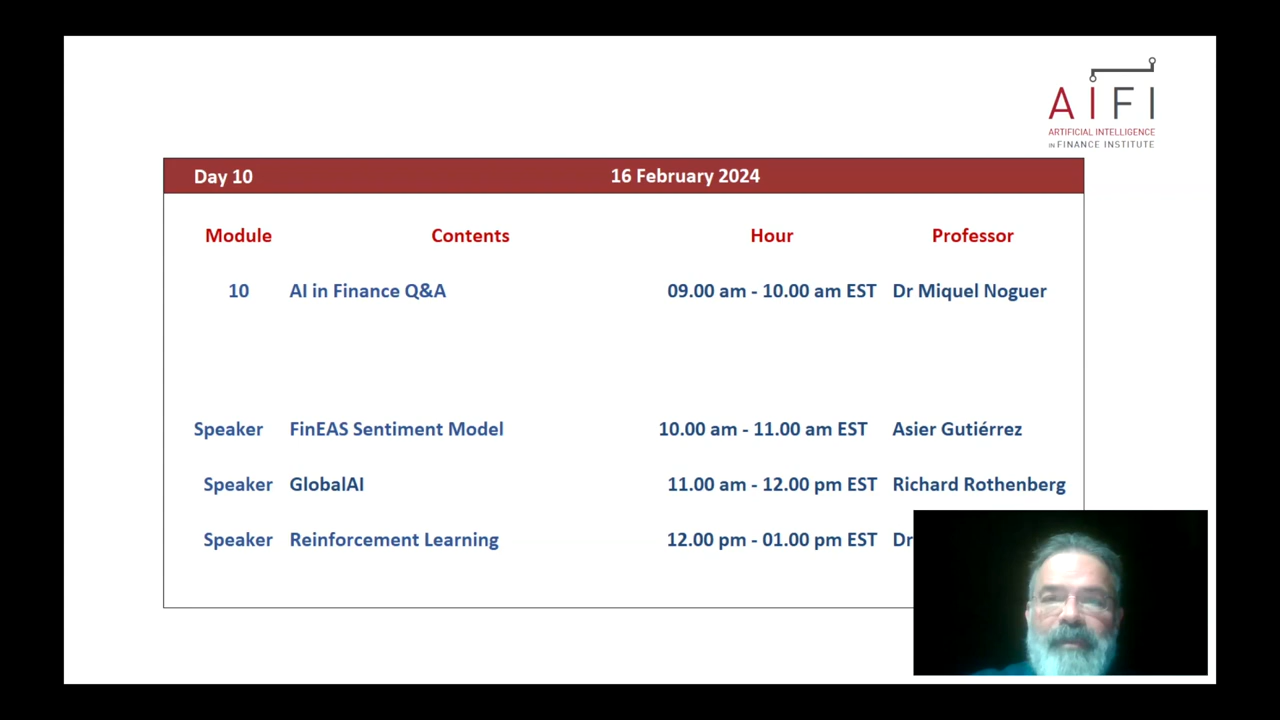 AIFI
ARTIFICIAL INTELLIGENCE
IN FINANCE INSTITUTE
Day 10 16 February 2024
Module Contents Hour Professor
10 AI in Finance Q&A 09.00 am - 10.00 am EST Dr Miquel Noguer
Speaker FinEAS Sentiment Model 10.00 am - 11.00 am EST Asier Gutiérrez
Speaker GlobalAI 11.00 am - 12.00 pm EST Richard Rothenberg
Speaker Reinforcement Learning 12.00 pm - 01.00 pm EST Dr